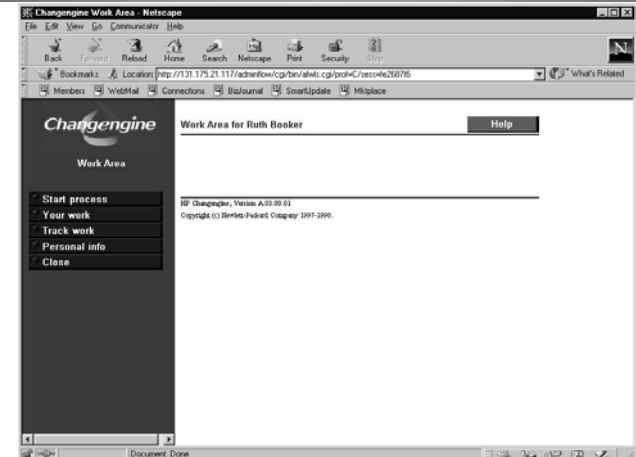 Changengine Work Area - Netscape
File Edit View Go Communicator Help
Back Forward Reload Home Search Netscape Print Security Stop
Bookmarks Location: http://131.175.21.117/adminflow/cgi/bin/afwls.cgi/prol=C/sess=fe268716 What's Related
Members WebMail Connections BizJournal SmartUpdate Mktplace
Changengine
Work Area for Ruth Booker
Help
Work Area
Start process
Your work
Track work
Personal info
Close
HP Changengine, Version A.03.00.01
Copyright (c) Hewlett-Packard Company 1997-1998.
Document: Done